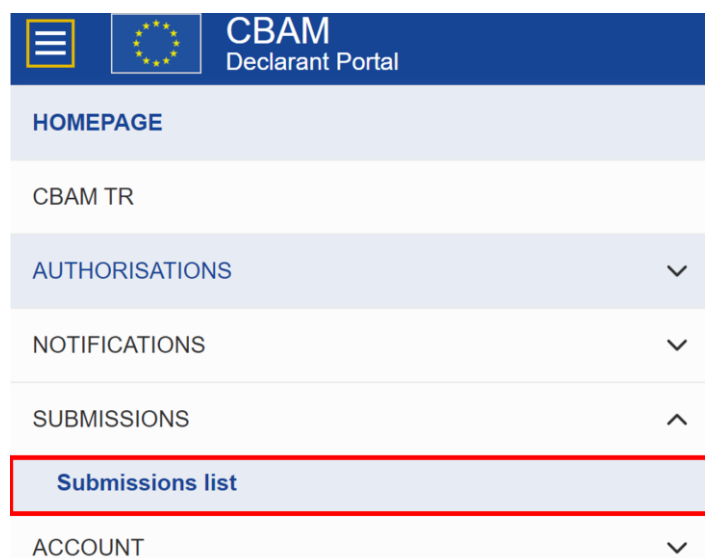 CBAM
Declarant Portal
HOMEPAGE
CBAM TR
AUTHORISATIONS
NOTIFICATIONS
SUBMISSIONS
Submissions list
ACCOUNT